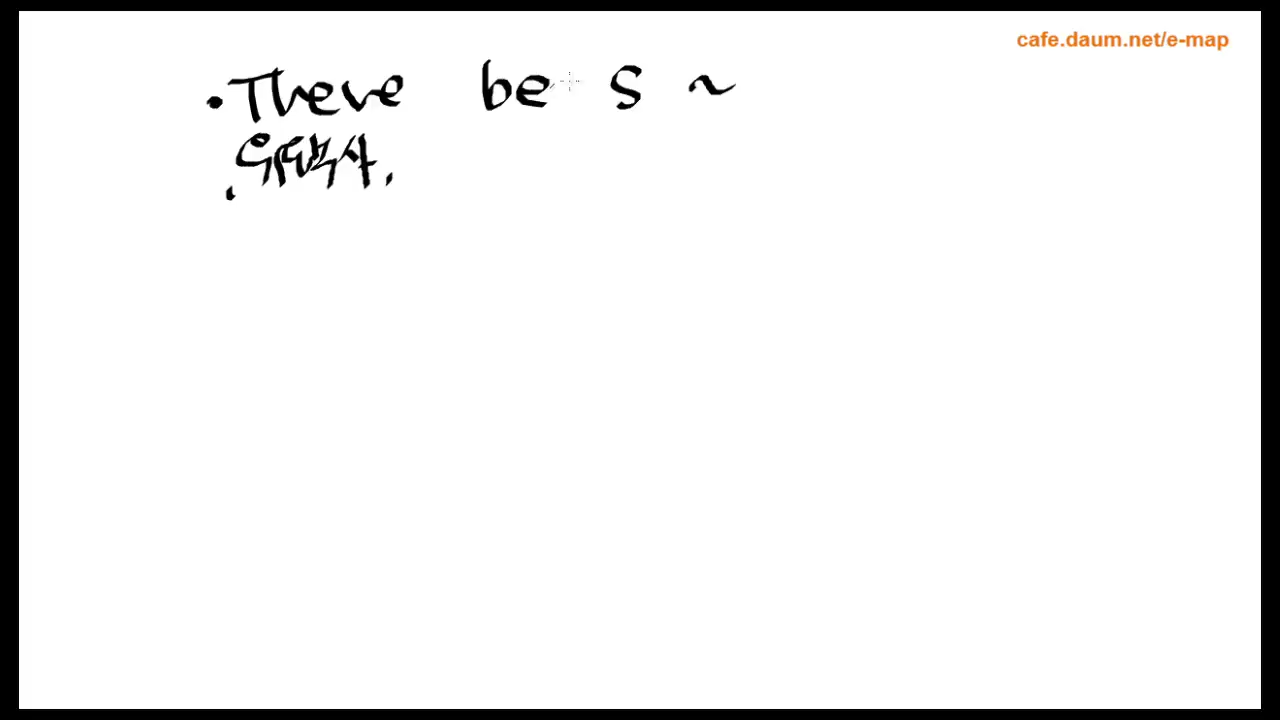 cafe.daum.net/e-map
· There be S ~
유도부사.